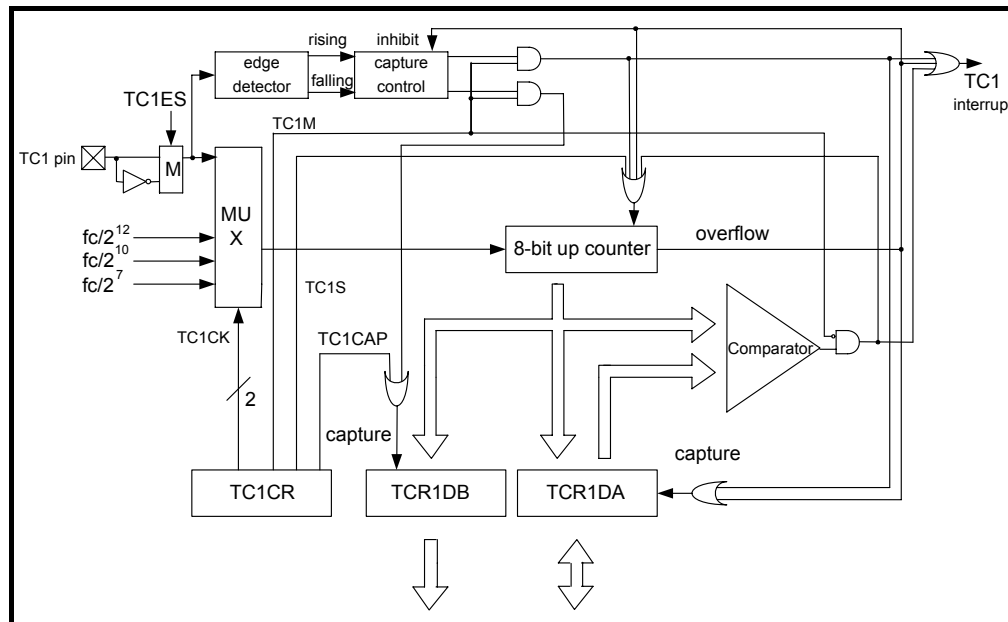 rising
inhibit
edge
detector
falling
capture
control
TC1
interrup
TC1ES
TC1M
TC1 pin
M
MU
X
fc/2^12
fc/2^10
fc/2^7
8-bit up counter
overflow
TC1S
TC1CK
TC1CAP
Comparator
2
capture
capture
TC1CR
TCR1DB
TCR1DA